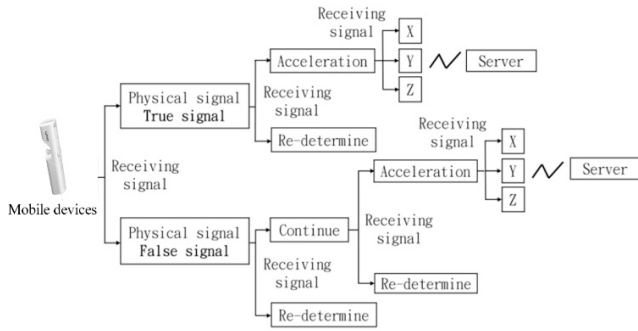 Receiving
signal
X
Acceleration
Y
Server
Z
Physical signal
True signal
Receiving
signal
Re-determine
Receiving
signal
Mobile devices
Receiving
signal
X
Acceleration
Y
Server
Z
Physical signal
False signal
Continue
Receiving
signal
Receiving
signal
Re-determine
Re-determine